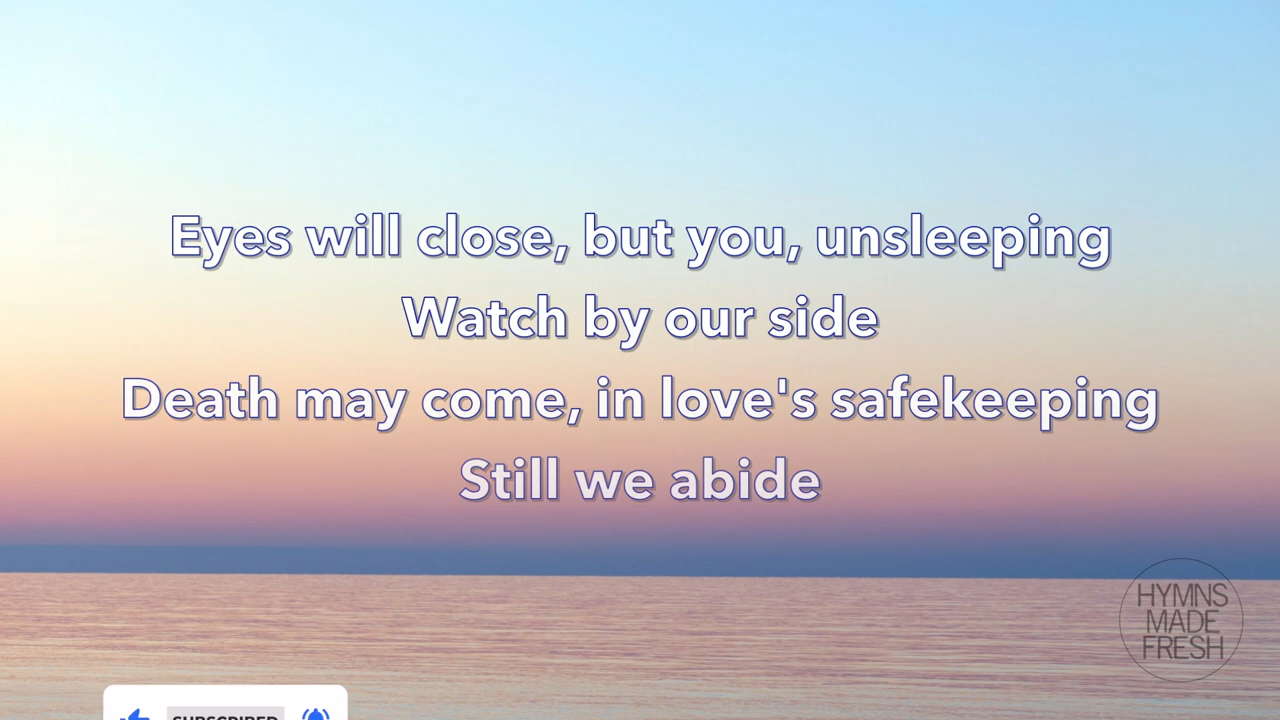 Eyes will close, but you, unsleeping
Watch by our side
Death may come, in love's safekeeping
Still we abide
HYMNS
MADE
FRESH
SUBSCRIBED